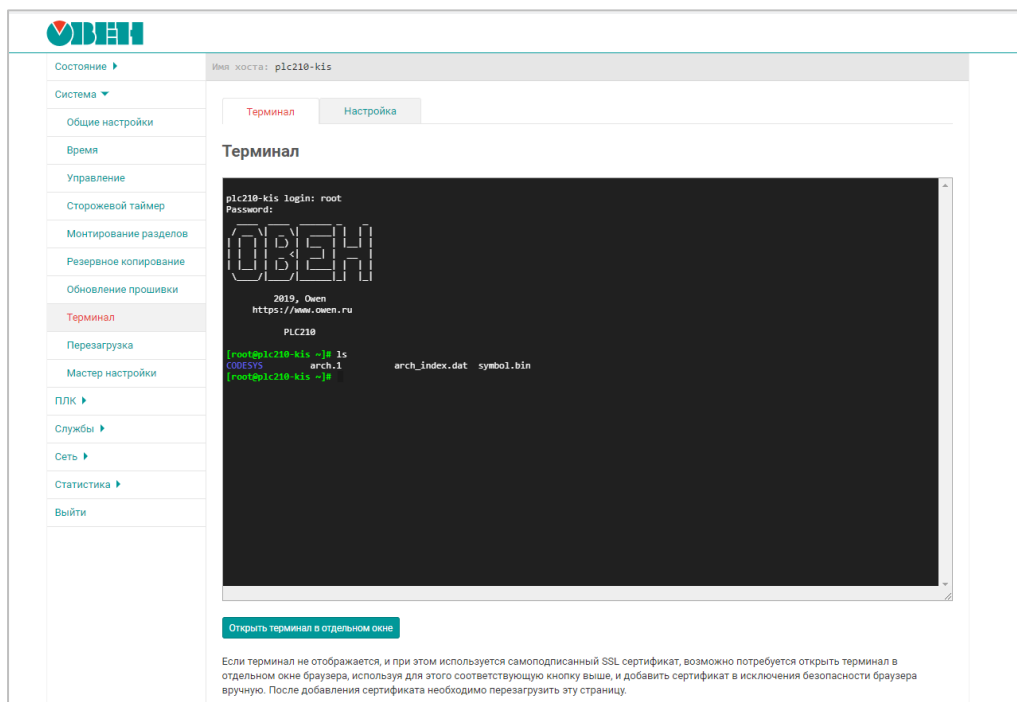 ОВЕН
Имя хоста: plc210-kis
Состояние
Система
Общие настройки
Время
Управление
Сторожевой таймер
Монтирование разделов
Резервное копирование
Обновление прошивки
Терминал
Перезагрузка
Мастер настройки
ПЛК
Службы
Сеть
Статистика
Выйти
Терминал
Настройка
Терминал
plc210-kis login: root
Password:
ОВЕН
2019, Owen
https://www.owen.ru
PLC210
[root@plc210-kis ~]# ls
CODESYS arch.1 arch_index.dat symbol.bin
[root@plc210-kis ~]#
Открыть терминал в отдельном окне
Если терминал не отображается, и при этом используется самоподписанный SSL сертификат, возможно потребуется открыть терминал в
отдельном окне браузера, используя для этого соответствующую кнопку выше, и добавить сертификат в исключения безопасности браузера
вручную. После добавления сертификата необходимо перезагрузить эту страницу.